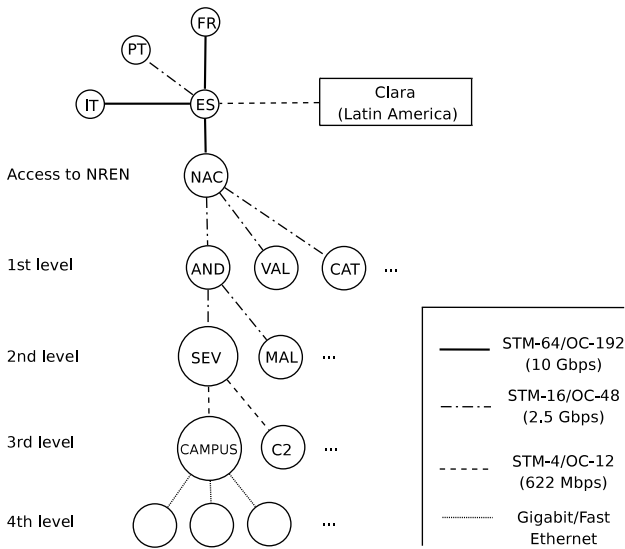 FR
PT
IT
ES
Clara
(Latin America)
Access to NREN
NAC
1st level
AND
VAL
CAT
...
2nd level
SEV
MAL
...
3rd level
CAMPUS
C2
...
4th level
...
STM-64/OC-192
(10 Gbps)
STM-16/OC-48
(2.5 Gbps)
STM-4/OC-12
(622 Mbps)
Gigabit/Fast
Ethernet